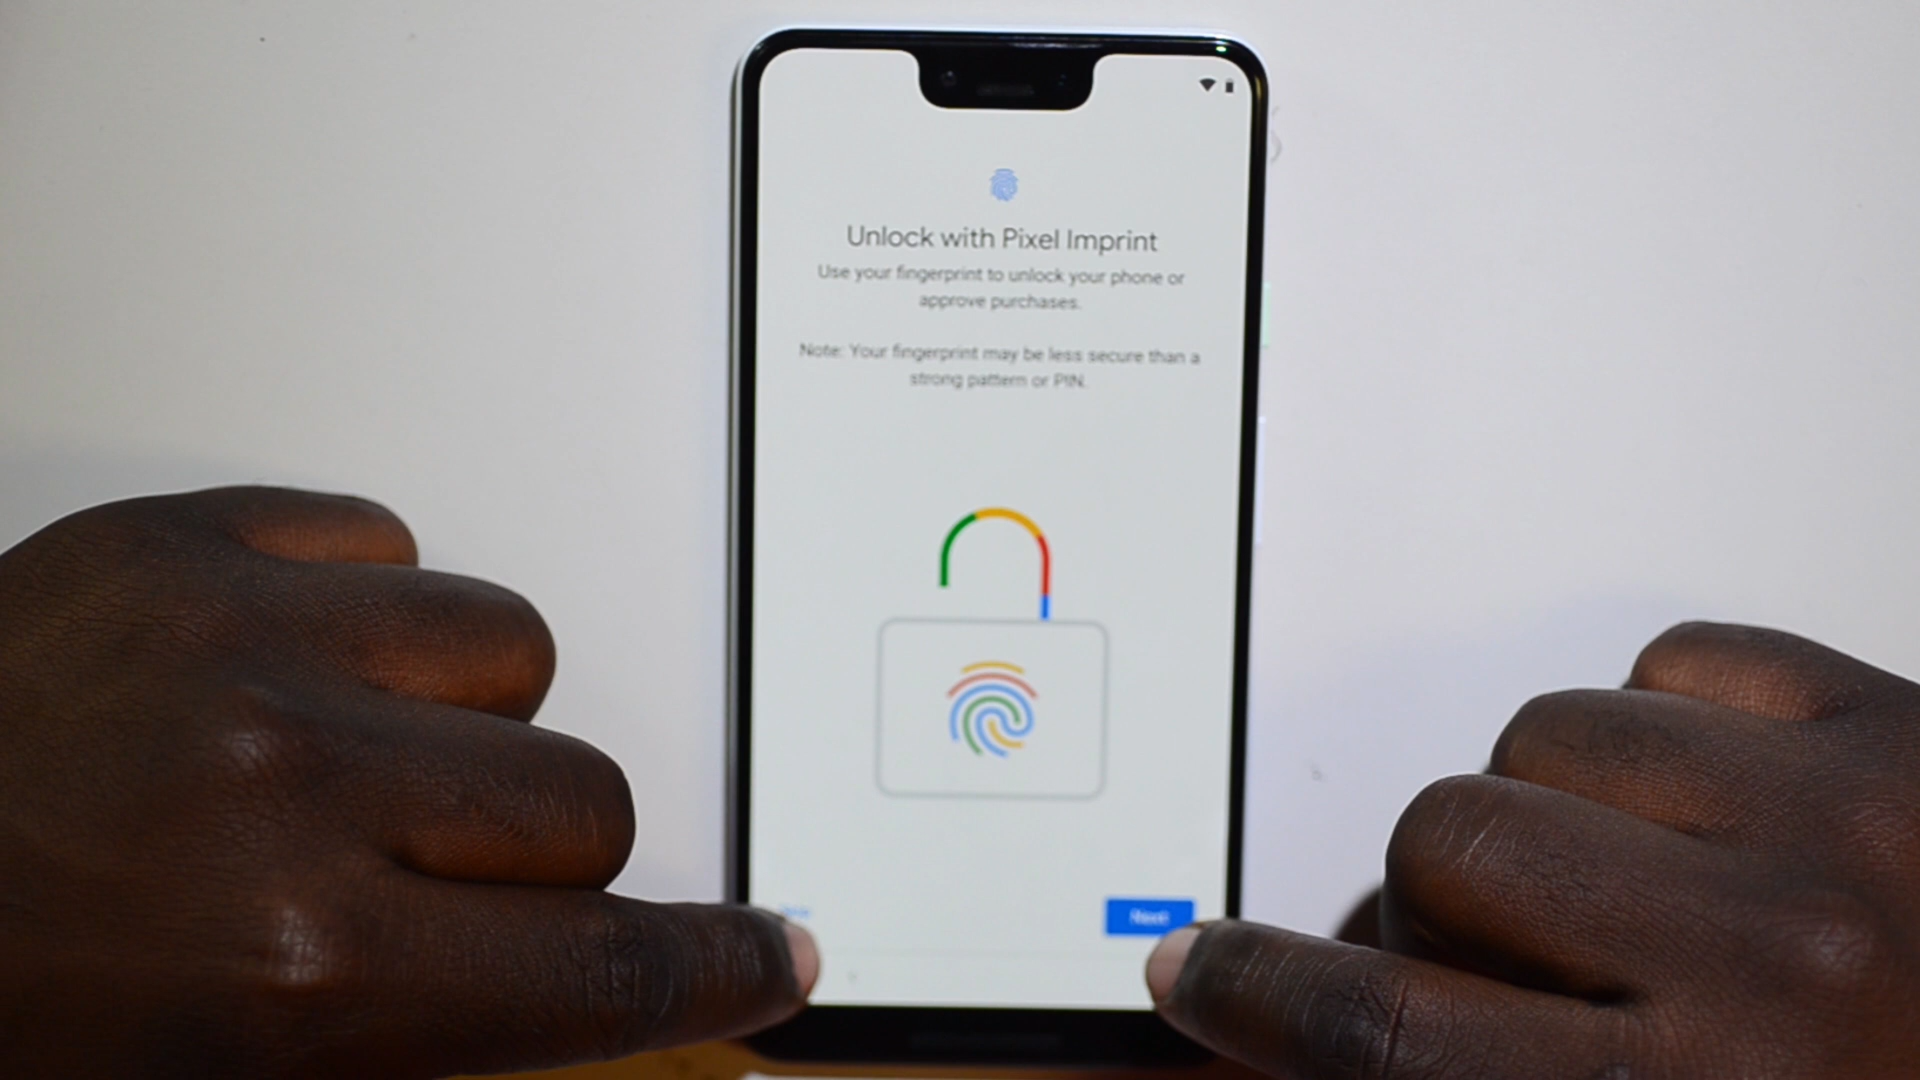 Unlock with Pixel Imprint
Use your fingerprint to unlock your phone or
approve purchases.
Note: Your fingerprint may be less secure than a
strong pattern or PIN.
Next